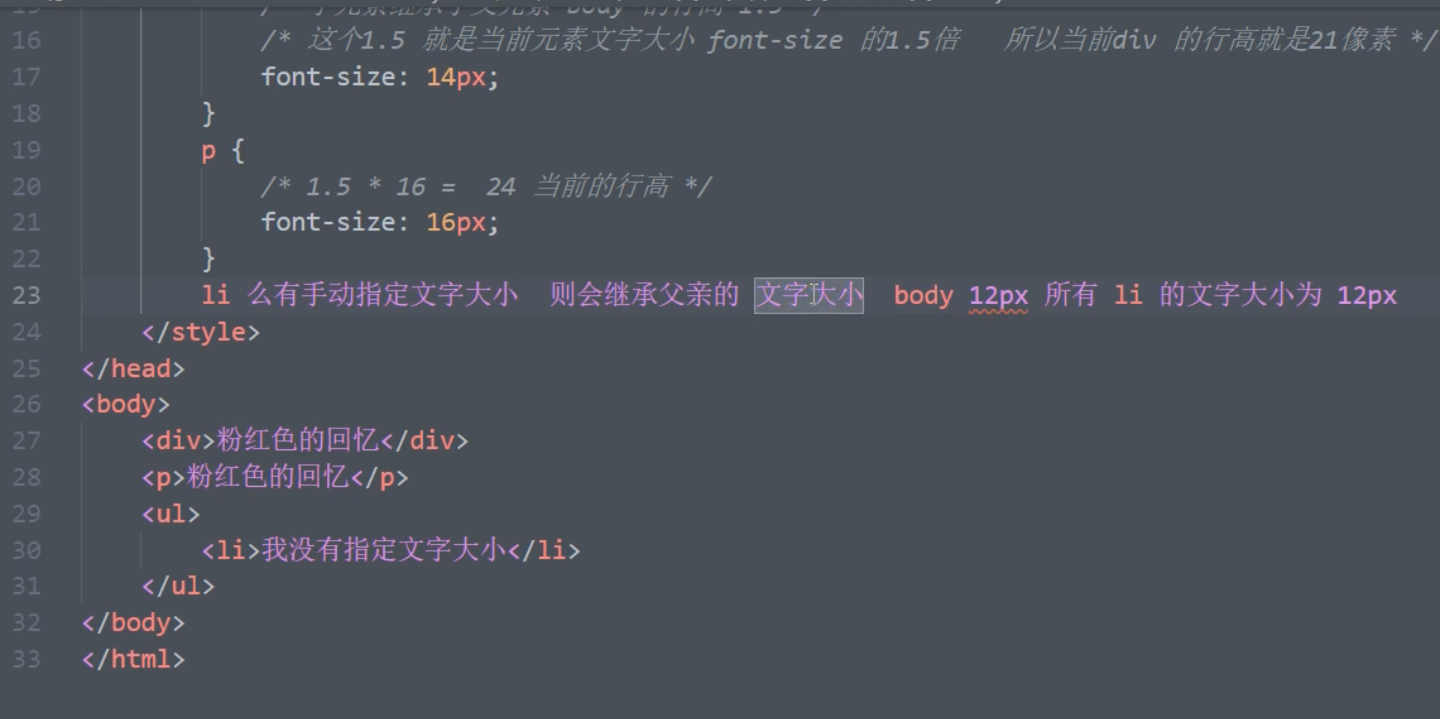 16 /* 这个1.5 就是当前元素文字大小 font-size 的1.5倍 所以当前div 的行高就是21像素 */
17 font-size: 14px;
18 }
19 p {
20 /* 1.5 * 16 = 24 当前的行高 */
21 font-size: 16px;
22 }
23 li 么有手动指定文字大小 则会继承父亲的 文字大小 body 12px 所有 li 的文字大小为 12px
24 </style>
25 </head>
26 <body>
27 <div>粉红色的回忆</div>
28 <p>粉红色的回忆</p>
29 <ul>
30 <li>我没有指定文字大小</li>
31 </ul>
32 </body>
33 </html>